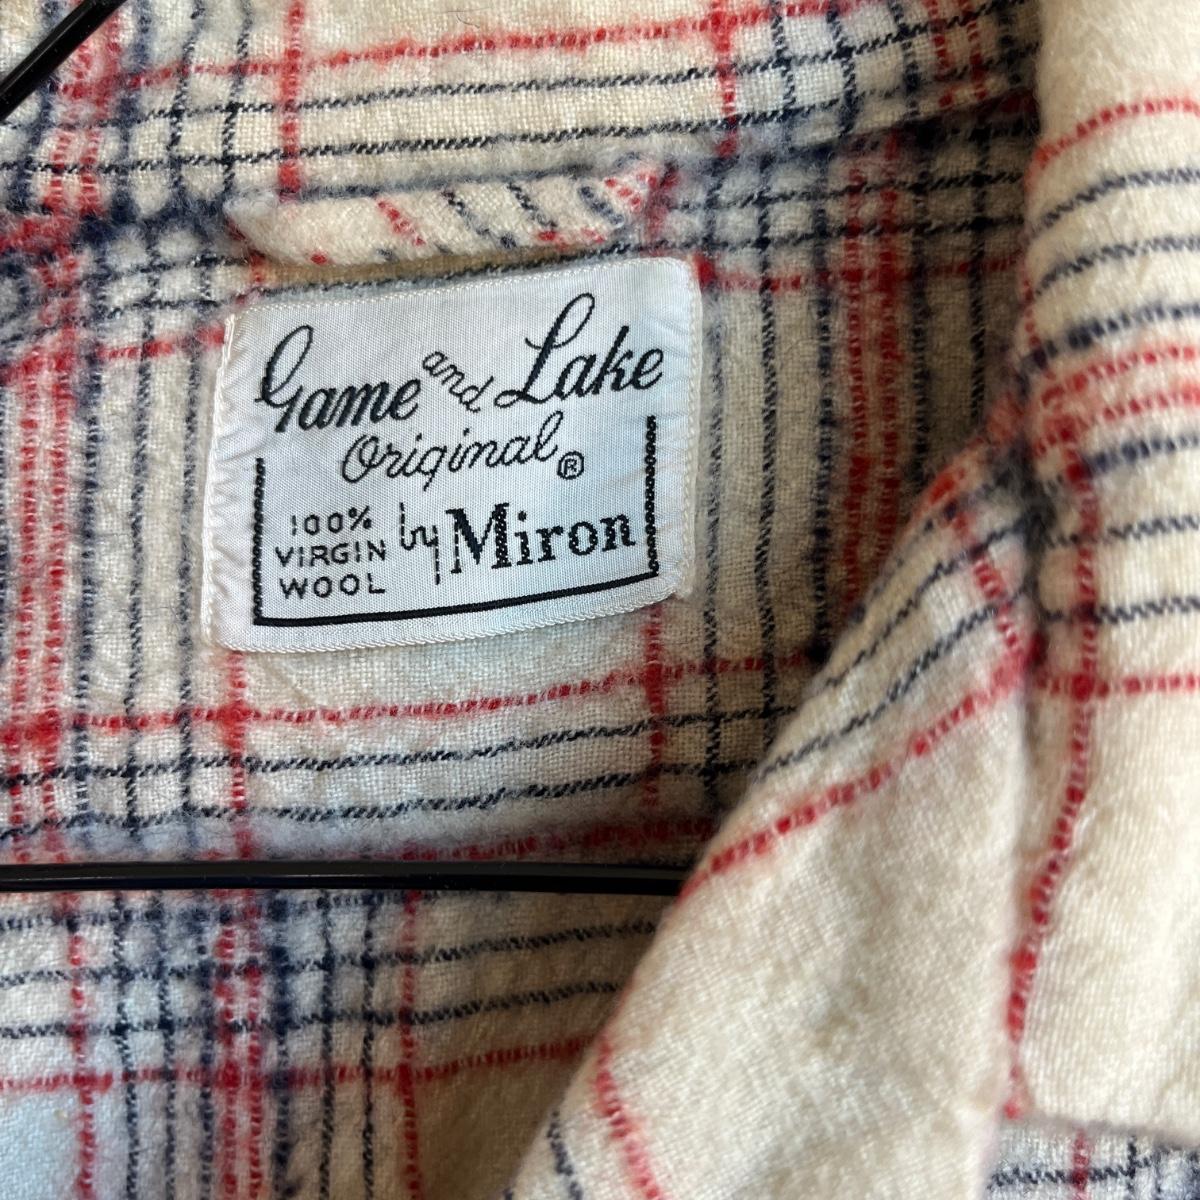 Game and Lake
Original ®
100%
VIRGIN
WOOL
by Miron